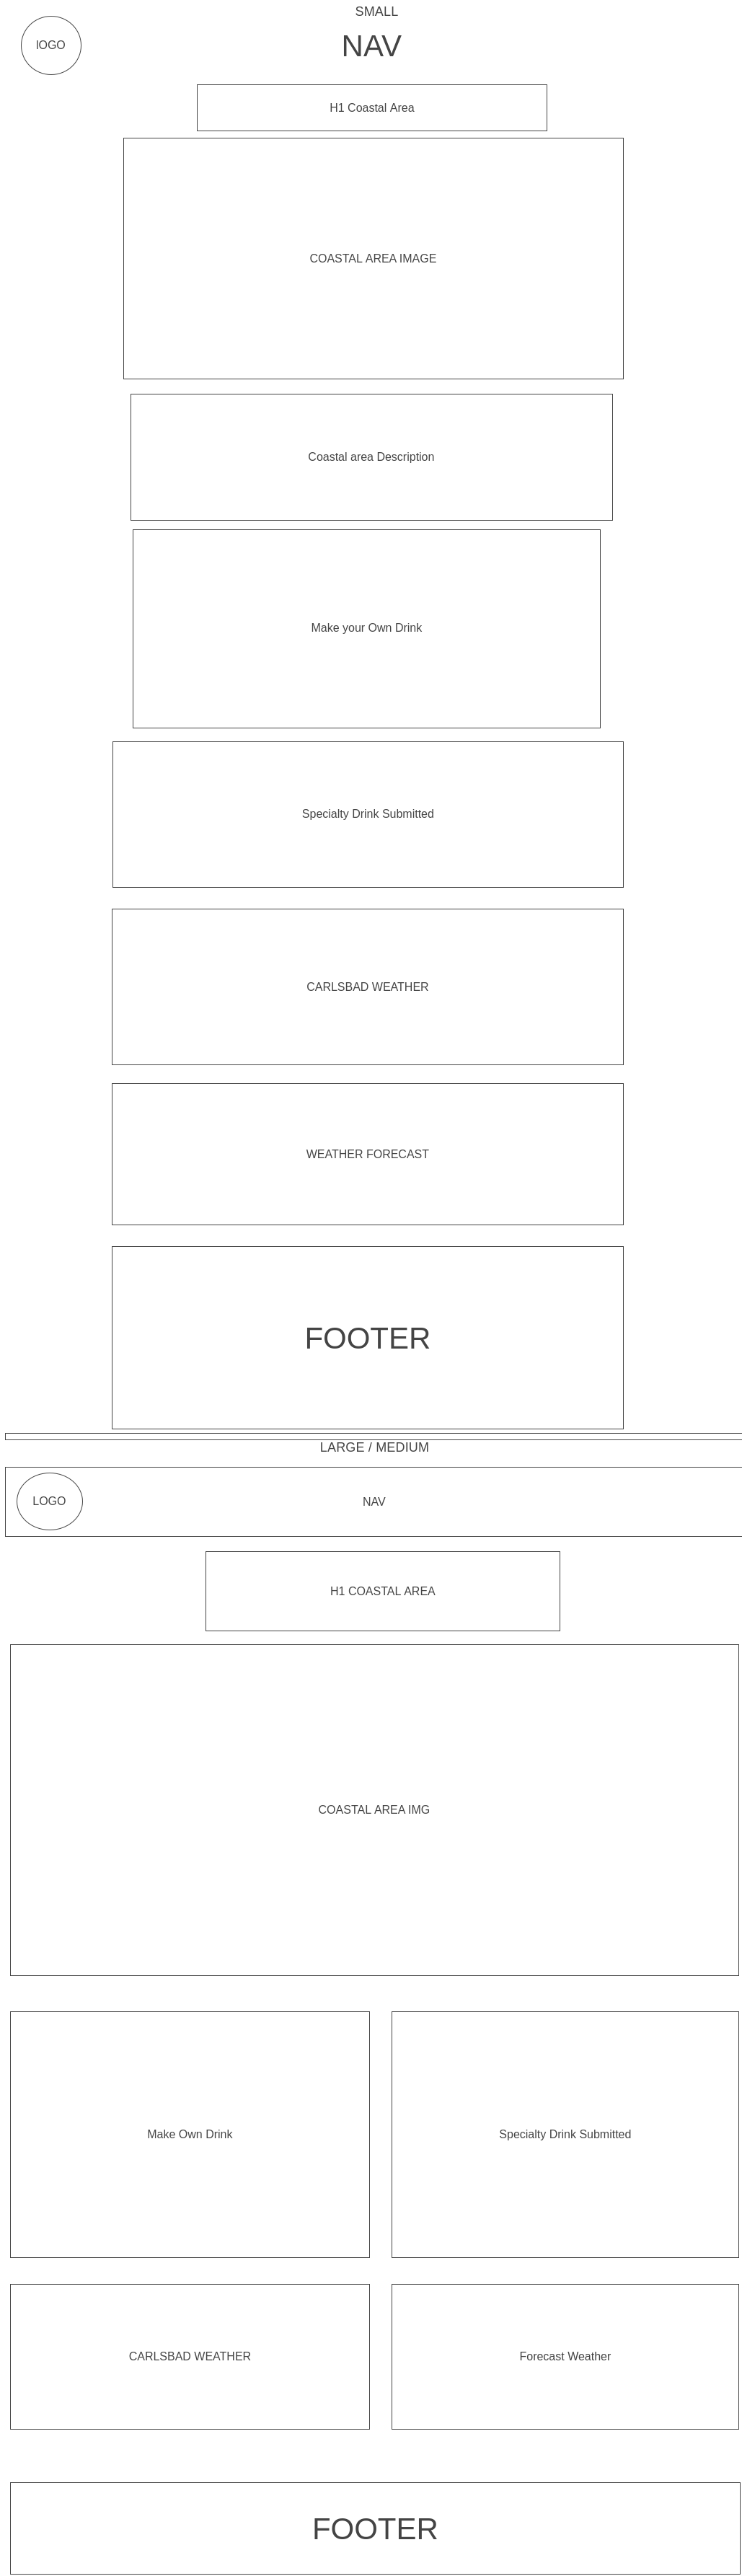 SMALL
lOGO
NAV
H1 Coastal Area
COASTAL AREA IMAGE
Coastal area Description
Make your Own Drink
Specialty Drink Submitted
CARLSBAD WEATHER
WEATHER FORECAST
FOOTER
LARGE / MEDIUM
LOGO
NAV
H1 COASTAL AREA
COASTAL AREA IMG
Make Own Drink
Specialty Drink Submitted
CARLSBAD WEATHER
Forecast Weather
FOOTER